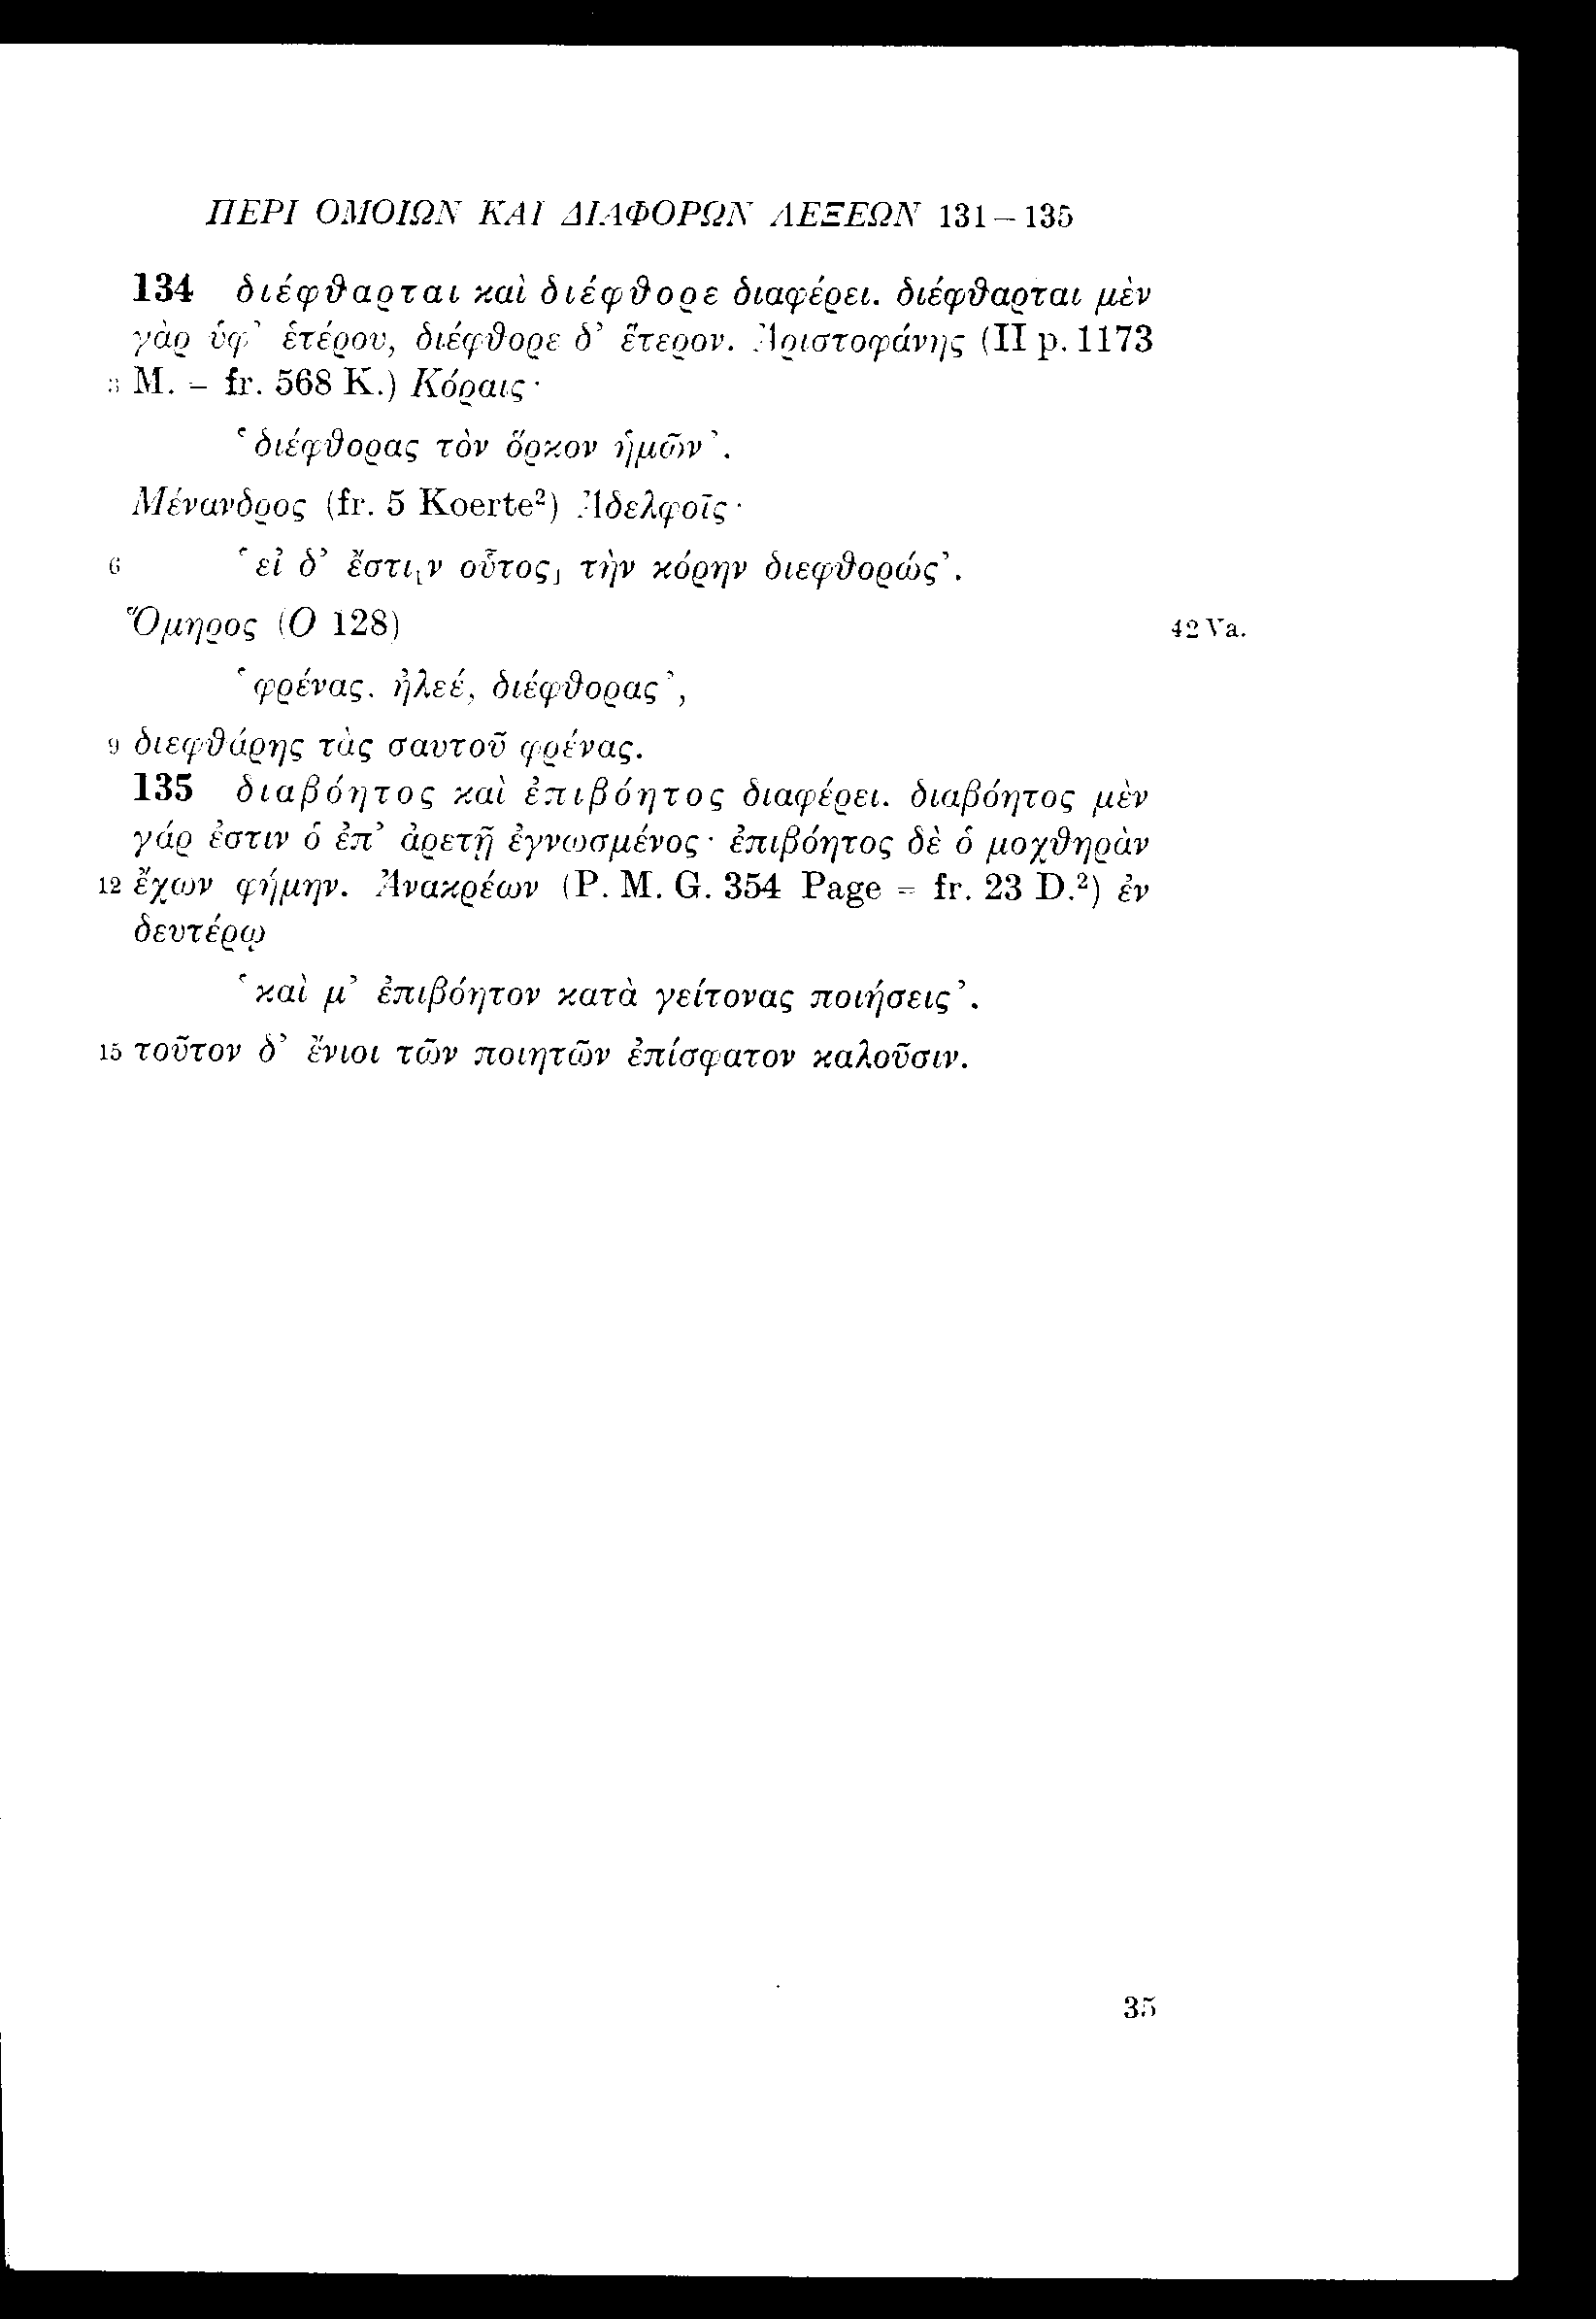 ΠΕΡΙ ΟΜΟΙΩΝ ΚΑΙ ΔΙΑΦΟΡΩΝ ΛΕΞΕΩΝ 131 – 135
134 διέφθαρται καὶ διέφθορε διαφέρει. διέφθαρται μὲν
γὰρ ὑφ’ ἑτέρου, διέφθορε δ’ ἕτερον. Ἀριστοφάνης (II p. 1173
3 M. = fr. 568 K.) Κόραις·
‘διέφθορας τὸν ὅρκον ἡμῶν’.
Μένανδρος (fr. 5 Koerte²) Ἀδελφοῖς·
6 ‘εἰ δ’ ἔστι⸤ν οὗτος⸥ τὴν κόρην διεφθορώς’.
Ὅμηρος (Ο 128) 42 Va.
‘φρένας. ἠλεέ, διέφθορας’,
9 διεφθάρης τὰς σαυτοῦ φρένας.
135 διαβόητος καὶ ἐπιβόητος διαφέρει. διαβόητος μὲν
γάρ ἐστιν ὁ ἐπ’ ἀρετῇ ἐγνωσμένος· ἐπιβόητος δὲ ὁ μοχθηρὰν
12 ἔχων φήμην. Ἀνακρέων (P. M. G. 354 Page = fr. 23 D.²) ἐν
δευτέρῳ
‘καὶ μ’ ἐπιβόητον κατὰ γείτονας ποιήσεις’.
15 τοῦτον δ’ ἔνιοι τῶν ποιητῶν ἐπίσφατον καλοῦσιν.
35